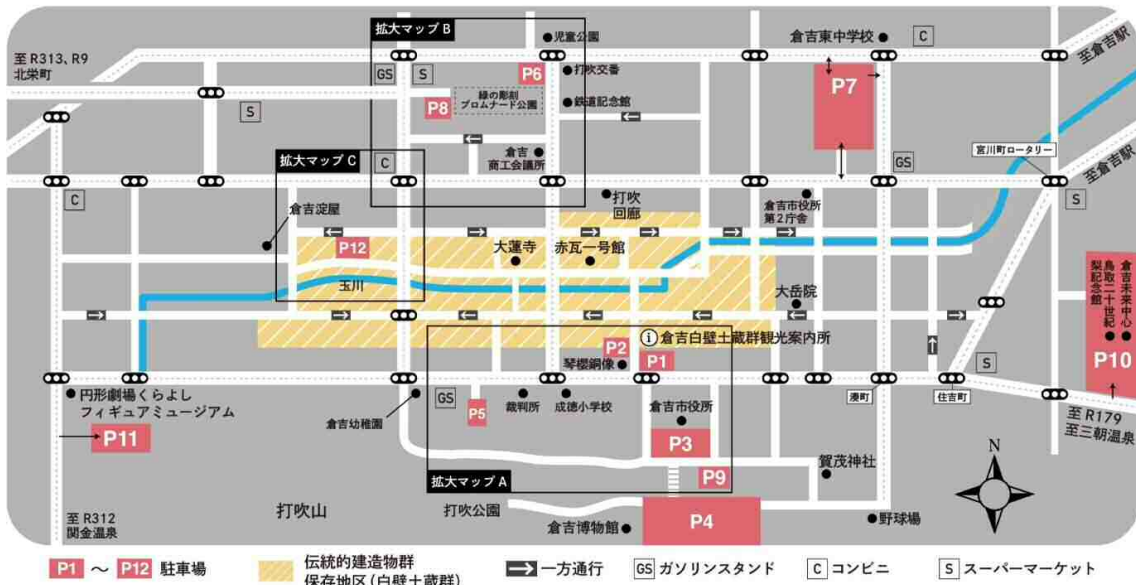 拡大マップB
児童公園
倉吉東中学校
C
至倉吉駅
至 R313、R9
北栄町
GS
S
P6
打吹交番
P7
S
P8
緑の彫刻
プロムナード公園
鉄道記念館
拡大マップC
倉吉
商工会議所
GS
宮川町ロータリー
至倉吉駅
C
C
S
倉吉淀屋
打吹
回廊
倉吉市役所
第2庁舎
P12
大蓮寺
赤瓦一号館
玉川
大岳院
倉吉未来中心
鳥取二十世紀
梨記念館
P10
i 倉吉白壁土蔵群観光案内所
P2
P1
琴櫻銅像
S
円形劇場くらよし
フィギュアミュージアム
P11
倉吉幼稚園
GS
P5
裁判所
成徳小学校
倉吉市役所
P3
湊町
住吉町
至 R179
至三朝温泉
拡大マップA
P9
賀茂神社
N
至 R312
関金温泉
打吹山
打吹公園
倉吉博物館
P4
野球場
P1 ～ P12 駐車場
伝統的建造物群
保存地区(白壁土蔵群)
一方通行
GS ガソリンスタンド
C コンビニ
S スーパーマーケット